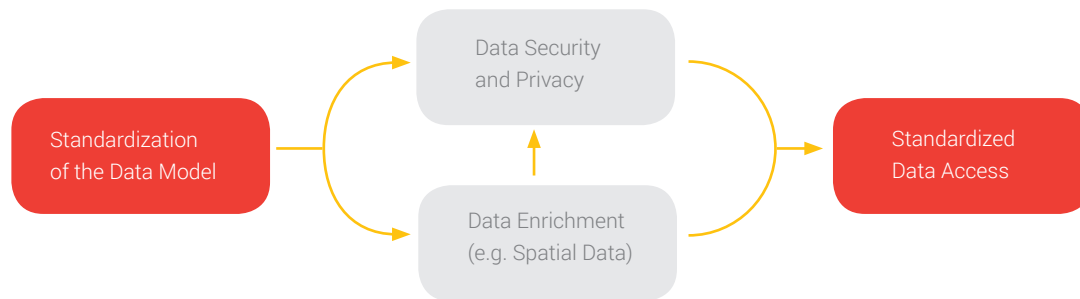 Data Security
and Privacy
Standardization
of the Data Model
Standardized
Data Access
Data Enrichment
(e.g. Spatial Data)